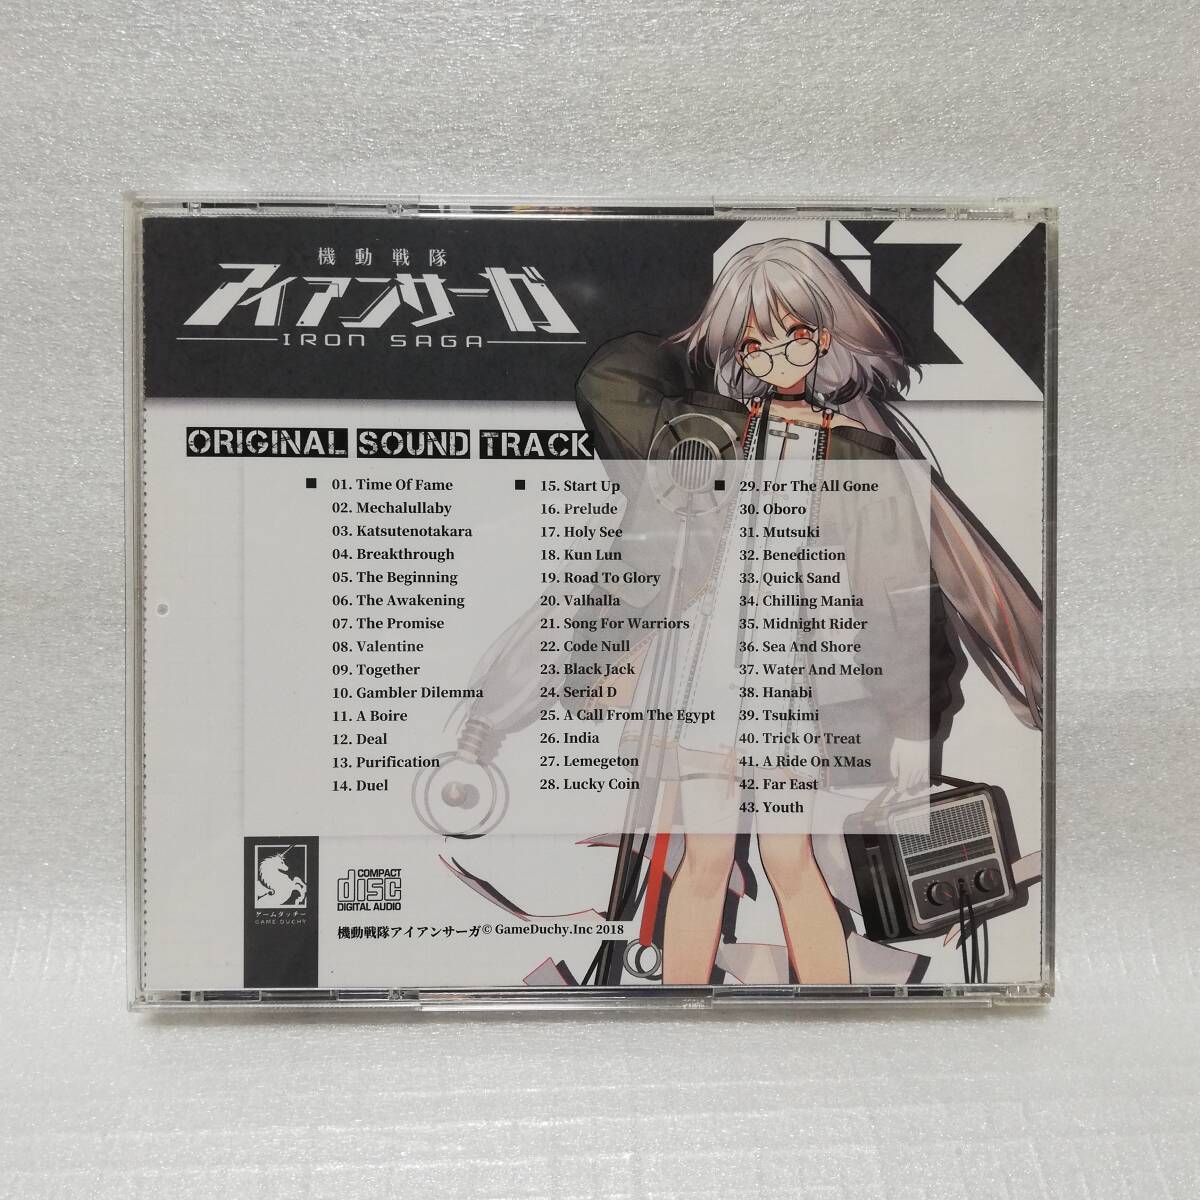 機動戦隊
アイアンサーガ
IRON SAGA
ORIGINAL SOUND TRACK
■ 01. Time Of Fame
02. Mechalullaby
03. Katsutenotakara
04. Breakthrough
05. The Beginning
06. The Awakening
07. The Promise
08. Valentine
09. Together
10. Gambler Dilemma
11. A Boire
12. Deal
13. Purification
14. Duel
■ 15. Start Up
16. Prelude
17. Holy See
18. Kun Lun
19. Road To Glory
20. Valhalla
21. Song For Warriors
22. Code Null
23. Black Jack
24. Serial D
25. A Call From The Egypt
26. India
27. Lemegeton
28. Lucky Coin
■ 29. For The All Gone
30. Oboro
31. Mutsuki
32. Benediction
33. Quick Sand
34. Chilling Mania
35. Midnight Rider
36. Sea And Shore
37. Water And Melon
38. Hanabi
39. Tsukimi
40. Trick Or Treat
41. A Ride On XMas
42. Far East
43. Youth
ゲームダッチー
GAME DUCHY
COMPACT
disc
DIGITAL AUDIO
機動戦隊アイアンサーガ© GameDuchy.Inc 2018